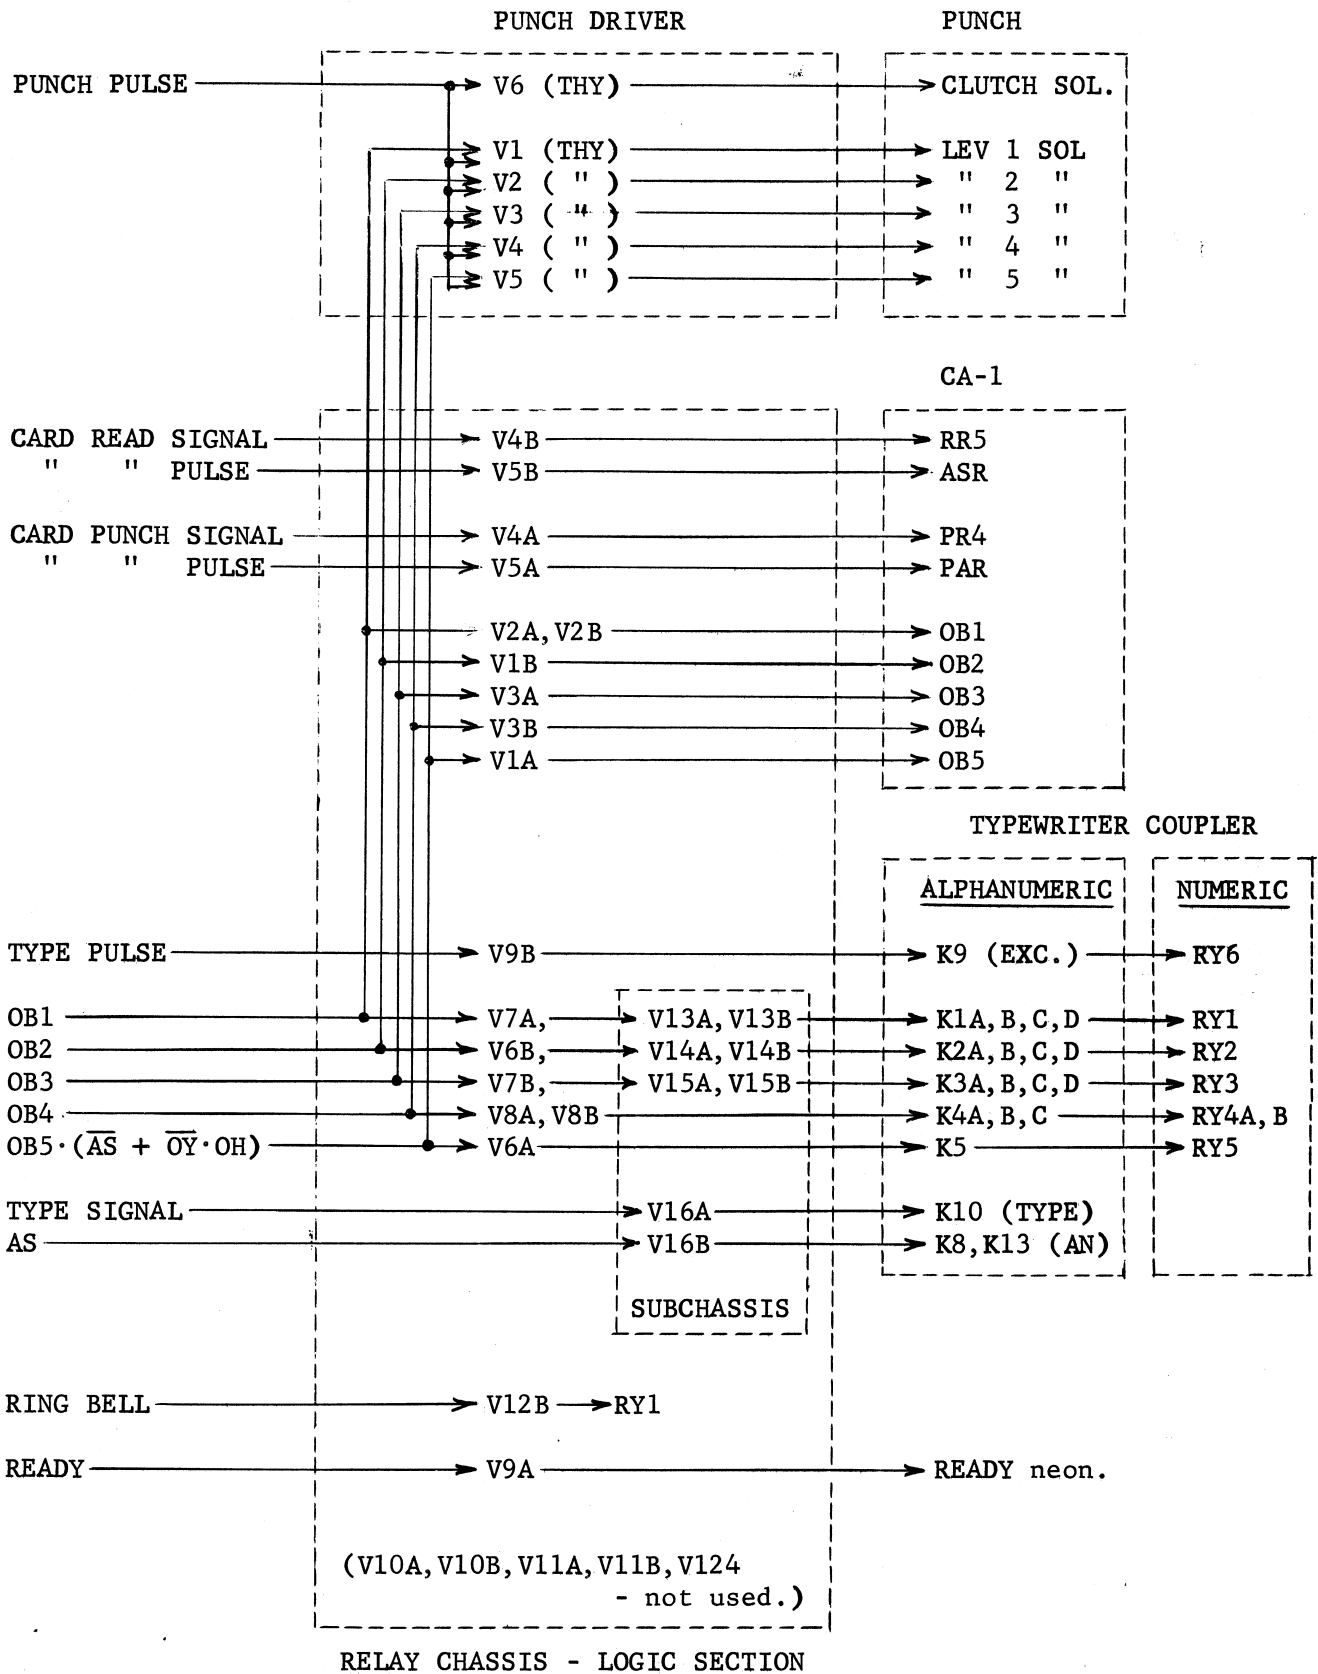 PUNCH DRIVER PUNCH
PUNCH PULSE V6 (THY) CLUTCH SOL.
V1 (THY) LEV 1 SOL
V2 ( " ) " 2 "
V3 ( " ) " 3 "
V4 ( " ) " 4 "
V5 ( " ) " 5 "
CA-1
CARD READ SIGNAL V4B RR5
" " PULSE V5B ASR
CARD PUNCH SIGNAL V4A PR4
" " PULSE V5A PAR
V2A,V2B OB1
V1B OB2
V3A OB3
V3B OB4
V1A OB5
TYPEWRITER COUPLER
ALPHANUMERIC NUMERIC
TYPE PULSE V9B K9 (EXC.) RY6
OB1 V7A, V13A,V13B K1A,B,C,D RY1
OB2 V6B, V14A,V14B K2A,B,C,D RY2
OB3 V7B, V15A,V15B K3A,B,C,D RY3
OB4 V8A,V8B K4A,B,C RY4A,B
OB5·(A̅S̅ + O̅Y̅·OH) V6A K5 RY5
TYPE SIGNAL V16A K10 (TYPE)
AS V16B K8,K13 (AN)
SUBCHASSIS
RING BELL V12B RY1
READY V9A READY neon.
(V10A,V10B,V11A,V11B,V124
- not used.)
RELAY CHASSIS - LOGIC SECTION